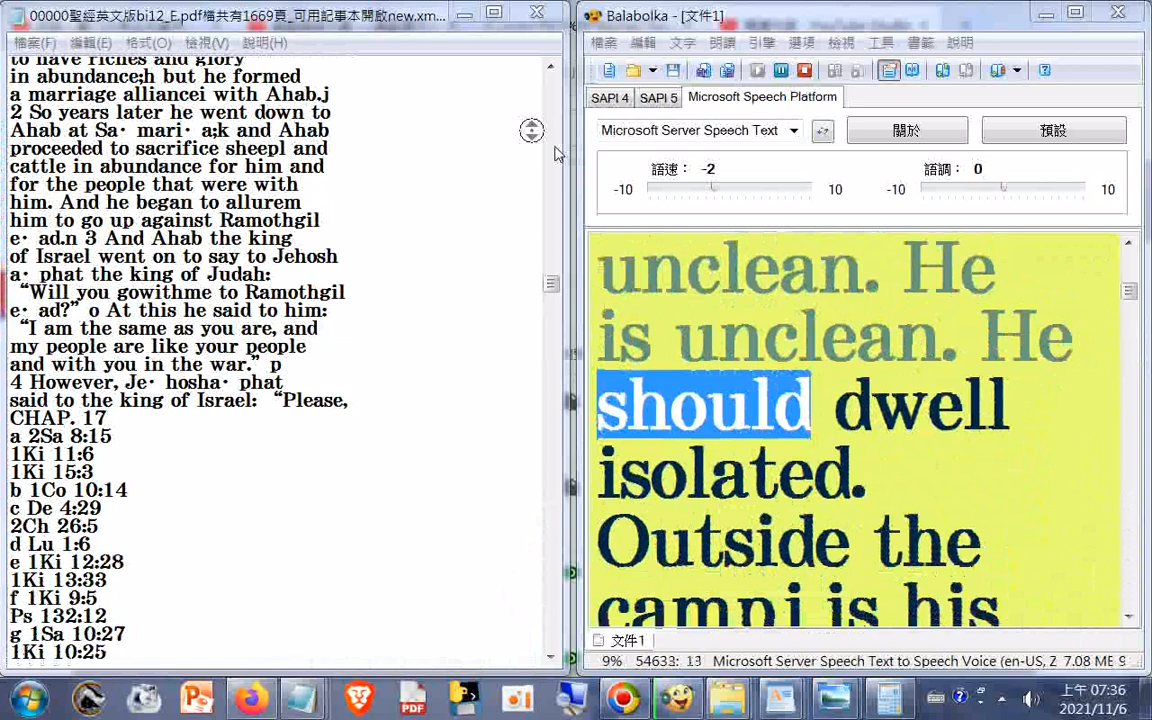 00000聖經英文版bi12_E.pdf檔共有1669頁_可用記事本開啟new.xm...
檔案(F) 編輯(E) 格式(O) 檢視(V) 說明(H)
to have riches and glory
in abundance;h but he formed
a marriage alliancei with Ahab.j
2 So years later he went down to
Ahab at Sa· mari· a;k and Ahab
proceeded to sacrifice sheepl and
cattle in abundance for him and
for the people that were with
him. And he began to allurem
him to go up against Ramothgil
e· ad.n 3 And Ahab the king
of Israel went on to say to Jehosh
a· phat the king of Judah:
“Will you gowithme to Ramothgil
e· ad?” o At this he said to him:
“I am the same as you are, and
my people are like your people
and with you in the war.” p
4 However, Je· hosha· phat
said to the king of Israel: “Please,
CHAP. 17
a 2Sa 8:15
1Ki 11:6
1Ki 15:3
b 1Co 10:14
c De 4:29
2Ch 26:5
d Lu 1:6
e 1Ki 12:28
1Ki 13:33
f 1Ki 9:5
Ps 132:12
g 1Sa 10:27
1Ki 10:25
Balabolka - [文件1]
檔案 編輯 文字 朗讀 引擎 選項 檢視 工具 書籤 說明
SAPI 4 SAPI 5 Microsoft Speech Platform
Microsoft Server Speech Text 關於 預設
語速： -2 語調： 0
-10 10 -10 10
unclean. He
is unclean. He
should dwell
isolated.
Outside the
campi is his
文件1
9% 54633: 13 Microsoft Server Speech Text to Speech Voice (en-US, Z 7.08 ME 9
PDF
上午 07:36
2021/11/6